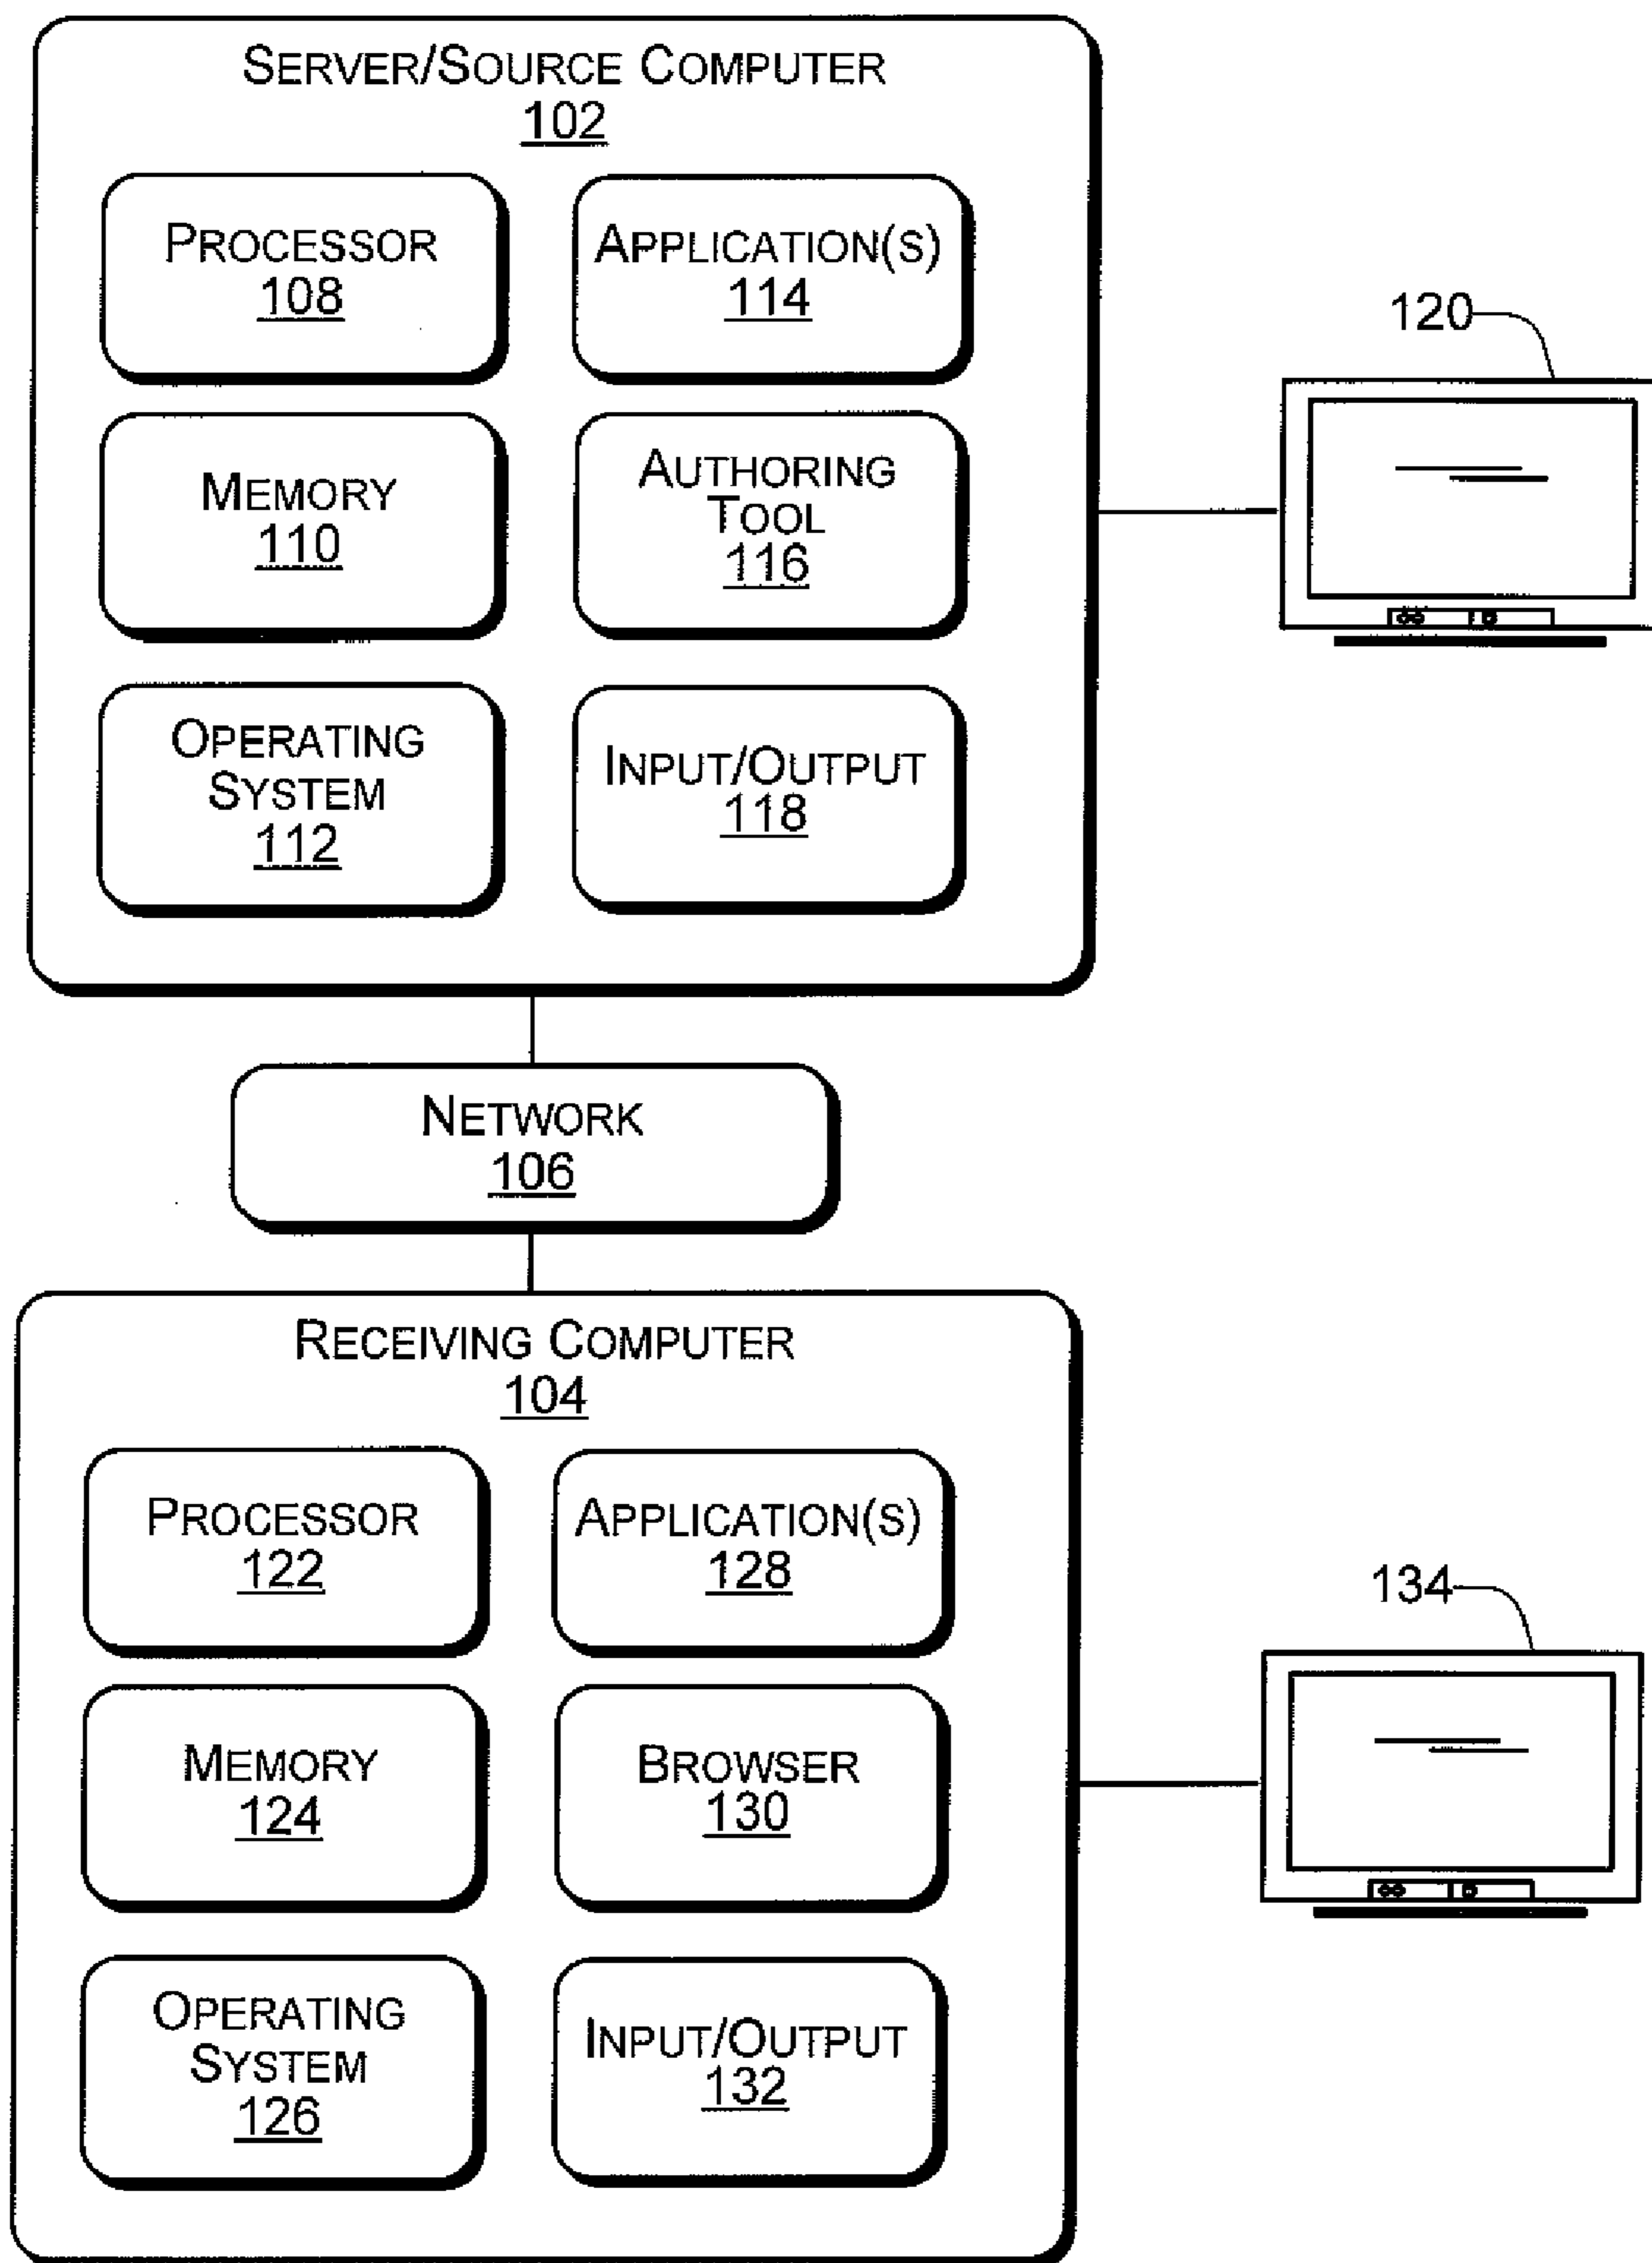 SERVER/SOURCE COMPUTER
102
PROCESSOR
108
APPLICATION(S)
114
120
MEMORY
110
AUTHORING
TOOL
116
OPERATING
SYSTEM
112
INPUT/OUTPUT
118
NETWORK
106
RECEIVING COMPUTER
104
PROCESSOR
122
APPLICATION(S)
128
134
MEMORY
124
BROWSER
130
OPERATING
SYSTEM
126
INPUT/OUTPUT
132